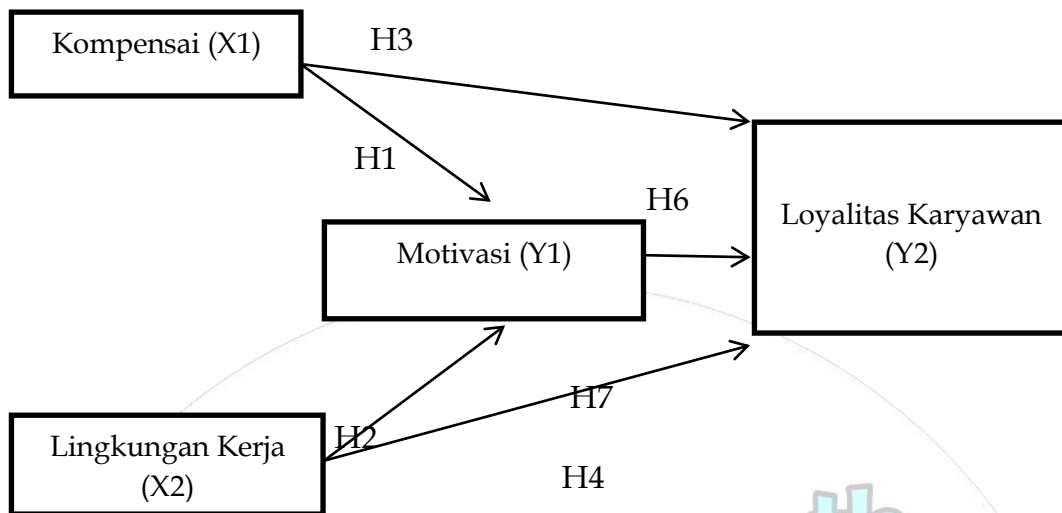 Kompensai (X1)
H3
H1
H6
Motivasi (Y1)
Loyalitas Karyawan
(Y2)
H7
H2
Lingkungan Kerja
(X2)
H4